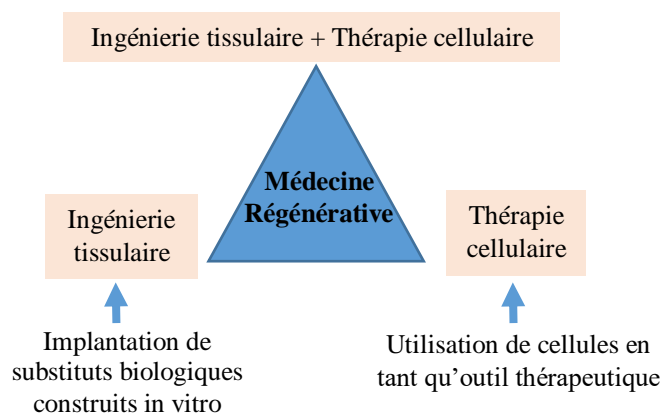 Ingénierie tissulaire + Thérapie cellulaire
Médecine
Régénérative
Ingénierie
tissulaire
Thérapie
cellulaire
Implantation de
substituts biologiques
construits in vitro
Utilisation de cellules en
tant qu’outil thérapeutique